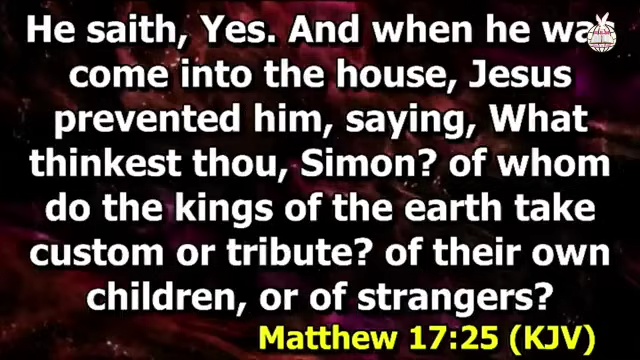 He saith, Yes. And when he was
come into the house, Jesus
prevented him, saying, What
thinkest thou, Simon? of whom
do the kings of the earth take
custom or tribute? of their own
children, or of strangers?
Matthew 17:25 (KJV)